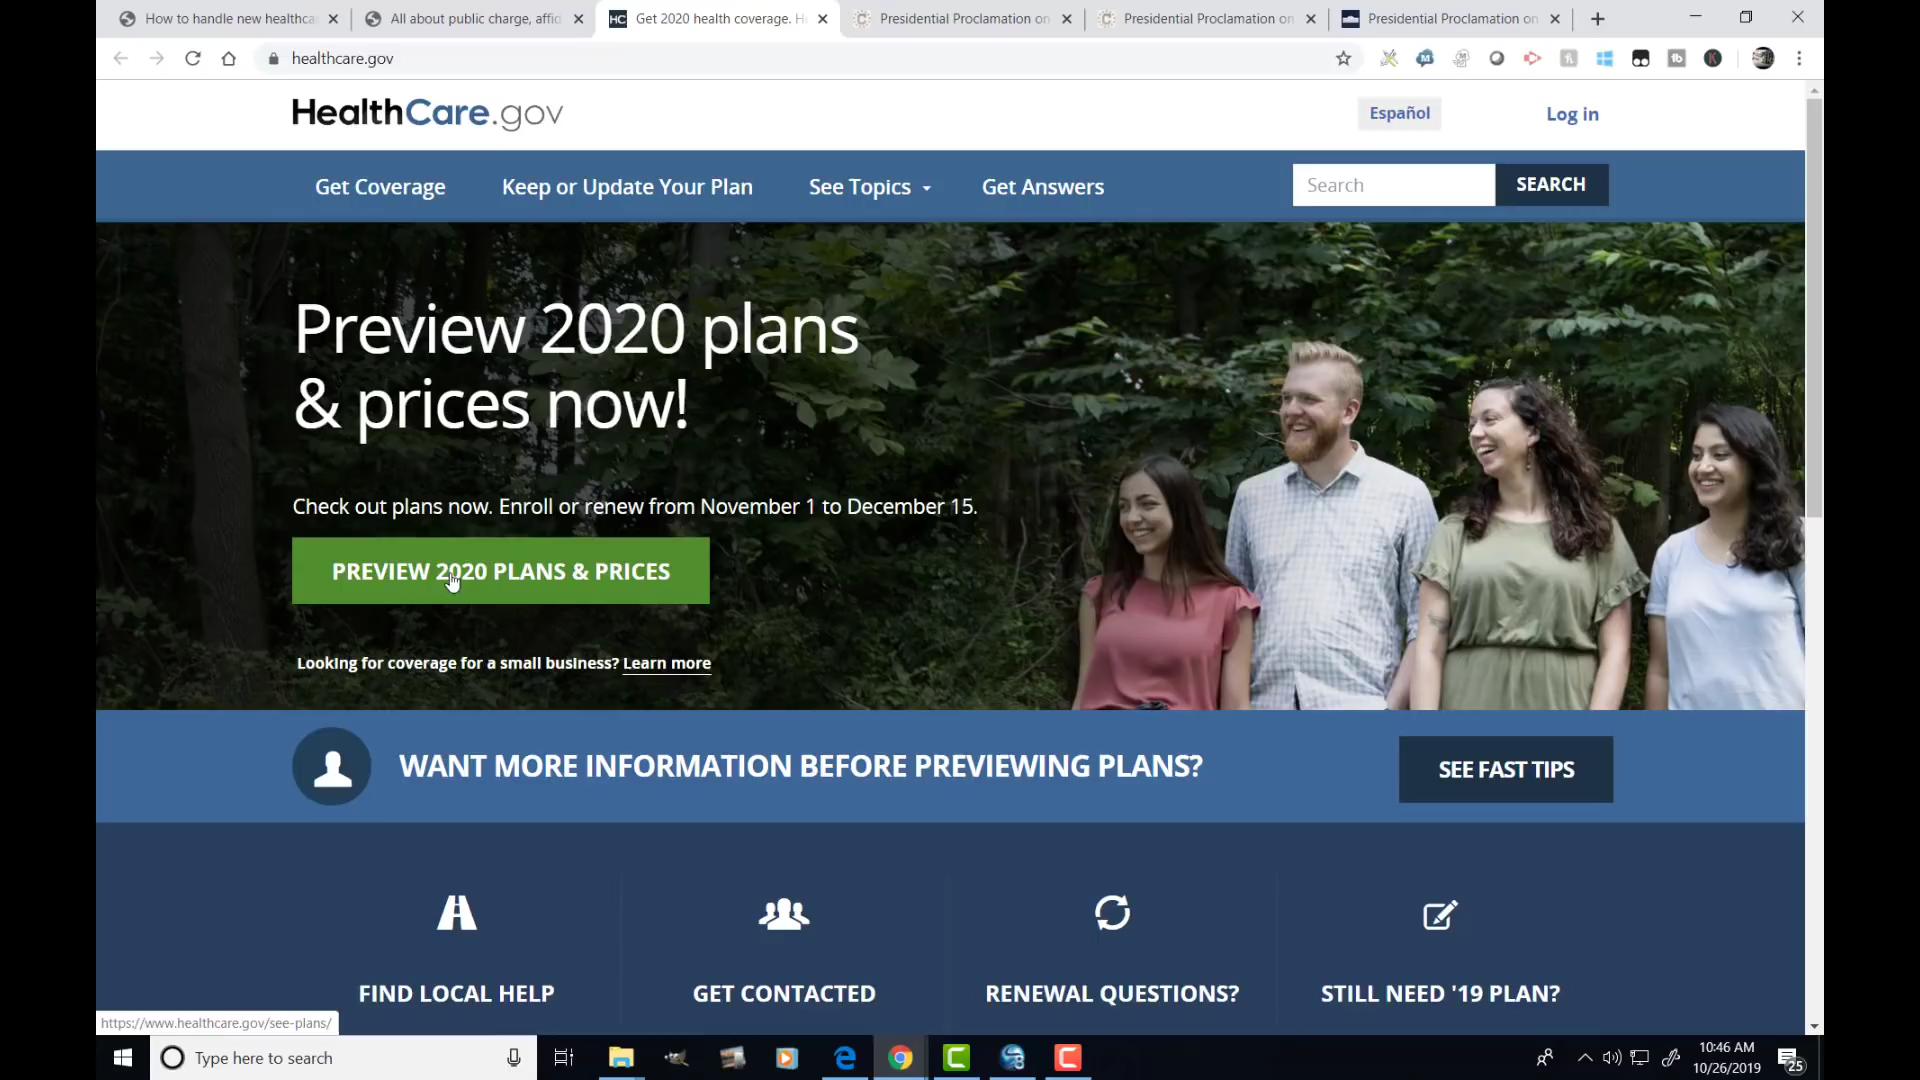 How to handle new healthca
All about public charge, affid
HC
Get 2020 health coverage. H
Presidential Proclamation on
Presidential Proclamation on
Presidential Proclamation on
healthcare.gov
HealthCare.gov
Español
Log in
Get Coverage
Keep or Update Your Plan
See Topics
Get Answers
Search
SEARCH
Preview 2020 plans
& prices now!
Check out plans now. Enroll or renew from November 1 to December 15.
PREVIEW 2020 PLANS & PRICES
Looking for coverage for a small business? Learn more
WANT MORE INFORMATION BEFORE PREVIEWING PLANS?
SEE FAST TIPS
FIND LOCAL HELP
GET CONTACTED
RENEWAL QUESTIONS?
STILL NEED '19 PLAN?
https://www.healthcare.gov/see-plans/
Type here to search
10:46 AM
10/26/2019
25